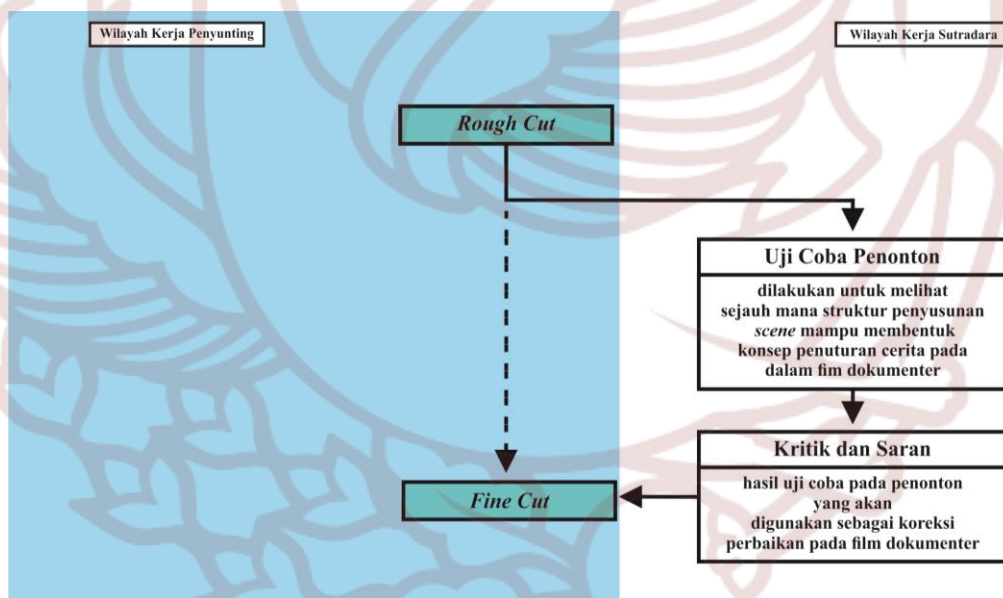 Wilayah Kerja Penyunting
Wilayah Kerja Sutradara
Rough Cut
Uji Coba Penonton
dilakukan untuk melihat
sejauh mana struktur penyusunan
scene mampu membentuk
konsep penuturan cerita pada
dalam fim dokumenter
Kritik dan Saran
hasil uji coba pada penonton
yang akan
digunakan sebagai koreksi
perbaikan pada film dokumenter
Fine Cut